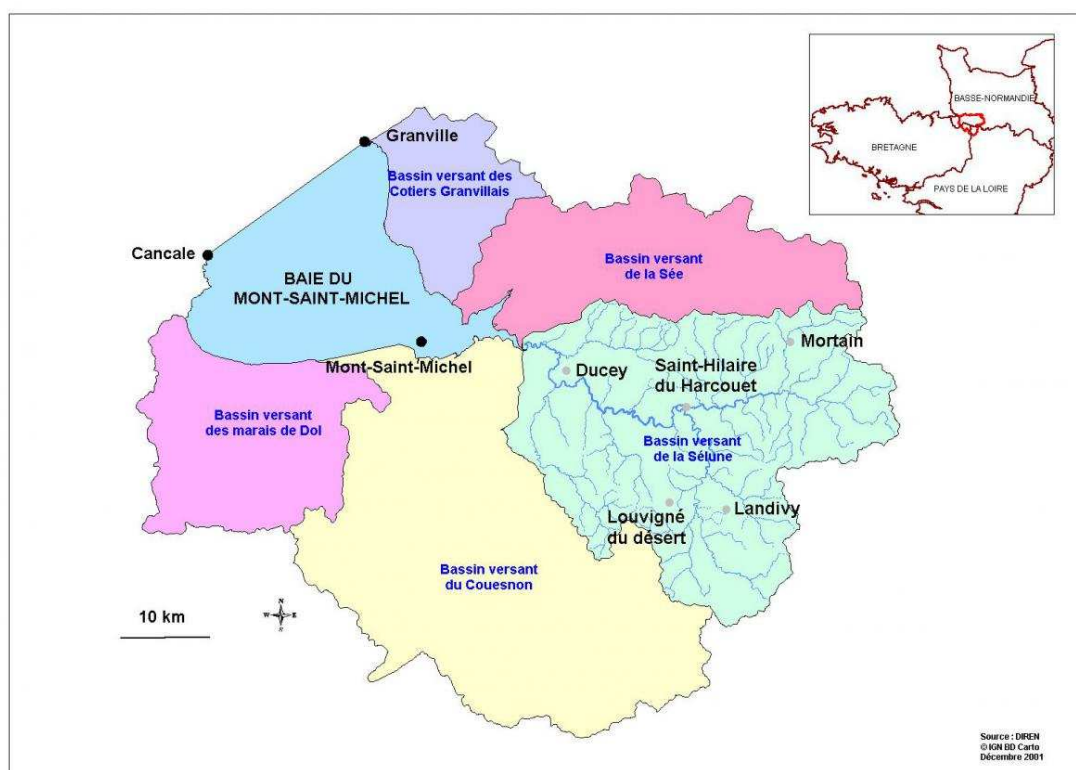 BASSE-NORMANDIE
BRETAGNE
PAYS DE LA LOIRE
Granville
Bassin versant des
Cotiers Granvillais
Cancale
BAIE DU
MONT-SAINT-MICHEL
Bassin versant
de la Sée
Mont-Saint-Michel
Mortain
Ducey
Saint-Hilaire
du Harcouet
Bassin versant
des marais de Dol
Bassin versant
de la Sélune
Louvigné
du désert
Landivy
Bassin versant
du Couesnon
10 km
N
W E
S
Source : DIREN
© IGN BD Carto
Décembre 2001